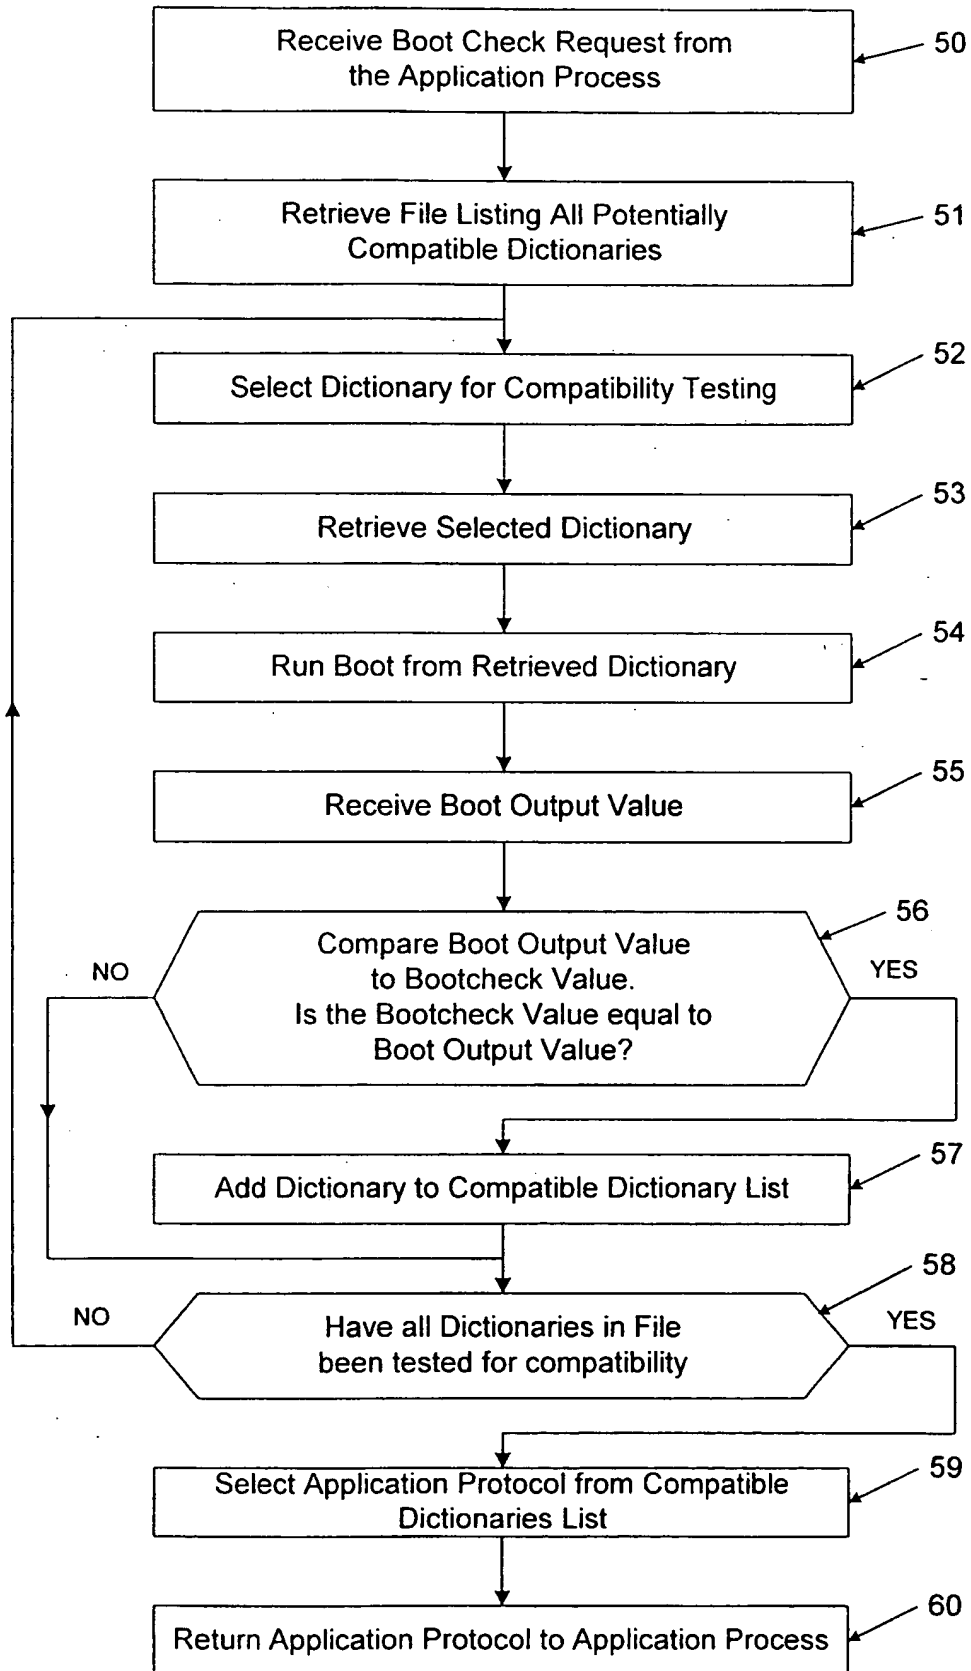 Receive Boot Check Request from
the Application Process
50
Retrieve File Listing All Potentially
Compatible Dictionaries
51
Select Dictionary for Compatibility Testing
52
Retrieve Selected Dictionary
53
Run Boot from Retrieved Dictionary
54
Receive Boot Output Value
55
Compare Boot Output Value
to Bootcheck Value.
Is the Bootcheck Value equal to
Boot Output Value?
56
NO
YES
Add Dictionary to Compatible Dictionary List
57
Have all Dictionaries in File
been tested for compatibility
58
NO
YES
Select Application Protocol from Compatible
Dictionaries List
59
Return Application Protocol to Application Process
60